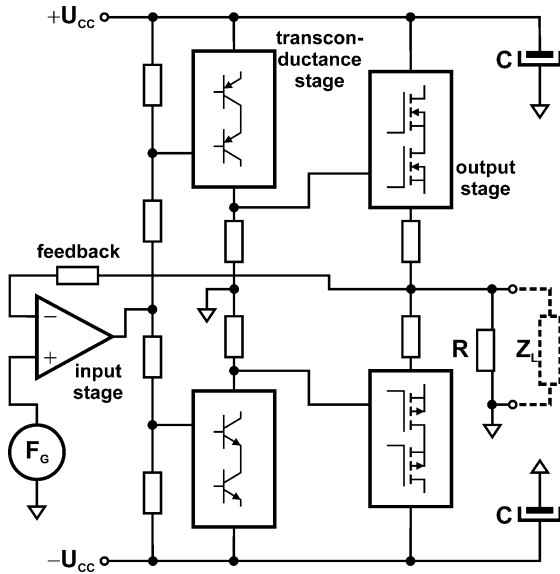 +Ucc
transcon-
ductance
stage
C
output
stage
feedback
−
+
input
stage
R
ZL
FG
C
−Ucc